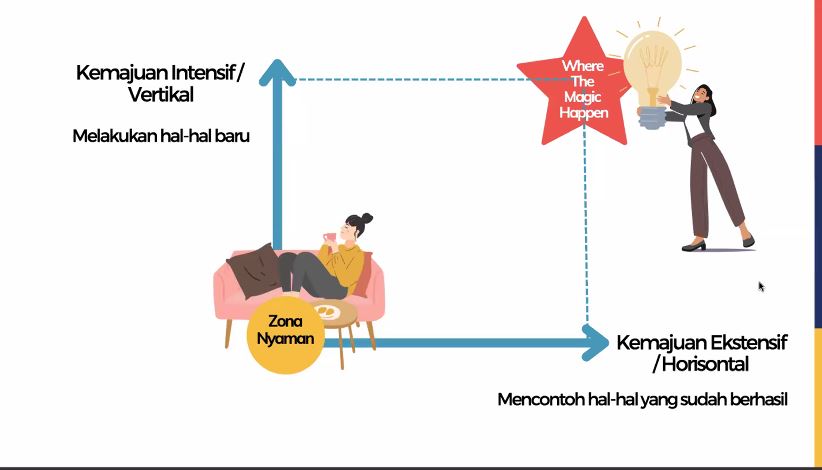 Kemajuan Intensif /
Vertikal
Melakukan hal-hal baru
Where
The
Magic
Happen
Zona
Nyaman
Kemajuan Ekstensif
/Horisontal
Mencontoh hal-hal yang sudah berhasil